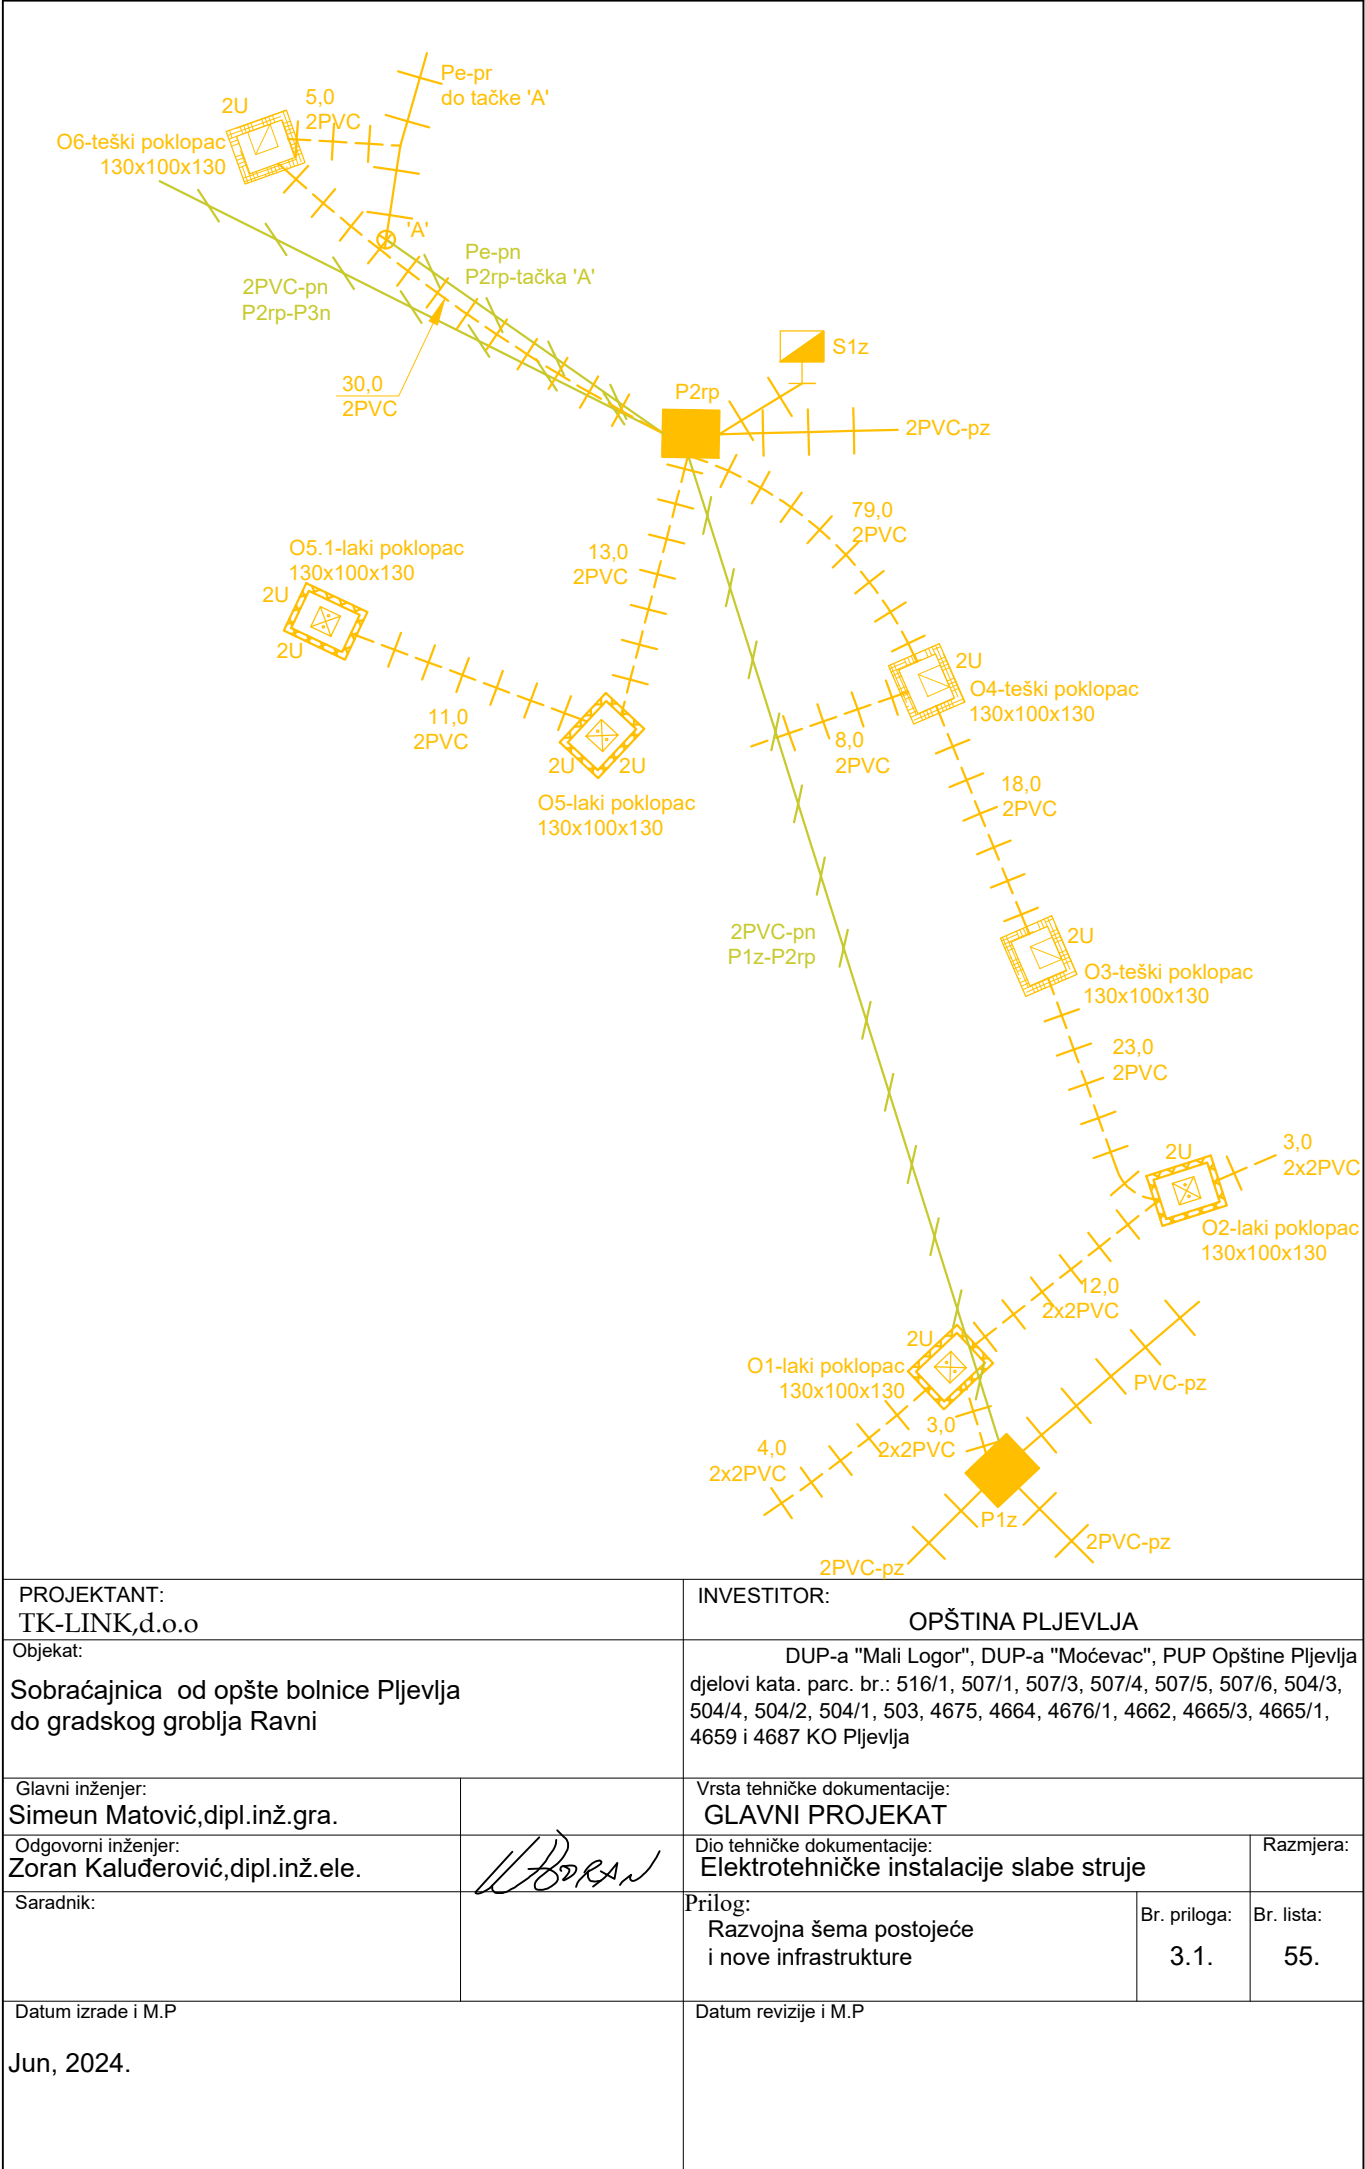 Pe-pr
do tačke 'A'
5,0
2PVC
2U
O6-teški poklopac
130x100x130
'A'
Pe-pn
P2rp-tačka 'A'
2PVC-pn
P2rp-P3n
30,0
2PVC
S1z
P2rp
2PVC-pz
79,0
2PVC
O5.1-laki poklopac
130x100x130
2U
2U
13,0
2PVC
11,0
2PVC
2U
2U
O5-laki poklopac
130x100x130
2U
O4-teški poklopac
130x100x130
8,0
2PVC
18,0
2PVC
2PVC-pn
P1z-P2rp
2U
O3-teški poklopac
130x100x130
23,0
2PVC
2U
3,0
2x2PVC
O2-laki poklopac
130x100x130
12,0
2x2PVC
2U
O1-laki poklopac
130x100x130
PVC-pz
3,0
2x2PVC
4,0
2x2PVC
P1z
2PVC-pz
2PVC-pz
PROJEKTANT:
TK-LINK,d.o.o
INVESTITOR:
OPŠTINA PLJEVLJA
Objekat:
Sobraćajnica od opšte bolnice Pljevlja
do gradskog groblja Ravni
DUP-a "Mali Logor", DUP-a "Moćevac", PUP Opštine Pljevlja
djelovi kata. parc. br.: 516/1, 507/1, 507/3, 507/4, 507/5, 507/6, 504/3,
504/4, 504/2, 504/1, 503, 4675, 4664, 4676/1, 4662, 4665/3, 4665/1,
4659 i 4687 KO Pljevlja
Glavni inženjer:
Simeun Matović,dipl.inž.gra.
Vrsta tehničke dokumentacije:
GLAVNI PROJEKAT
Odgovorni inženjer:
Zoran Kaluđerović,dipl.inž.ele.
Dio tehničke dokumentacije:
Elektrotehničke instalacije slabe struje
Razmjera:
Saradnik:
Prilog:
Razvojna šema postojeće
i nove infrastrukture
Br. priloga:
3.1.
Br. lista:
55.
Datum izrade i M.P
Jun, 2024.
Datum revizije i M.P